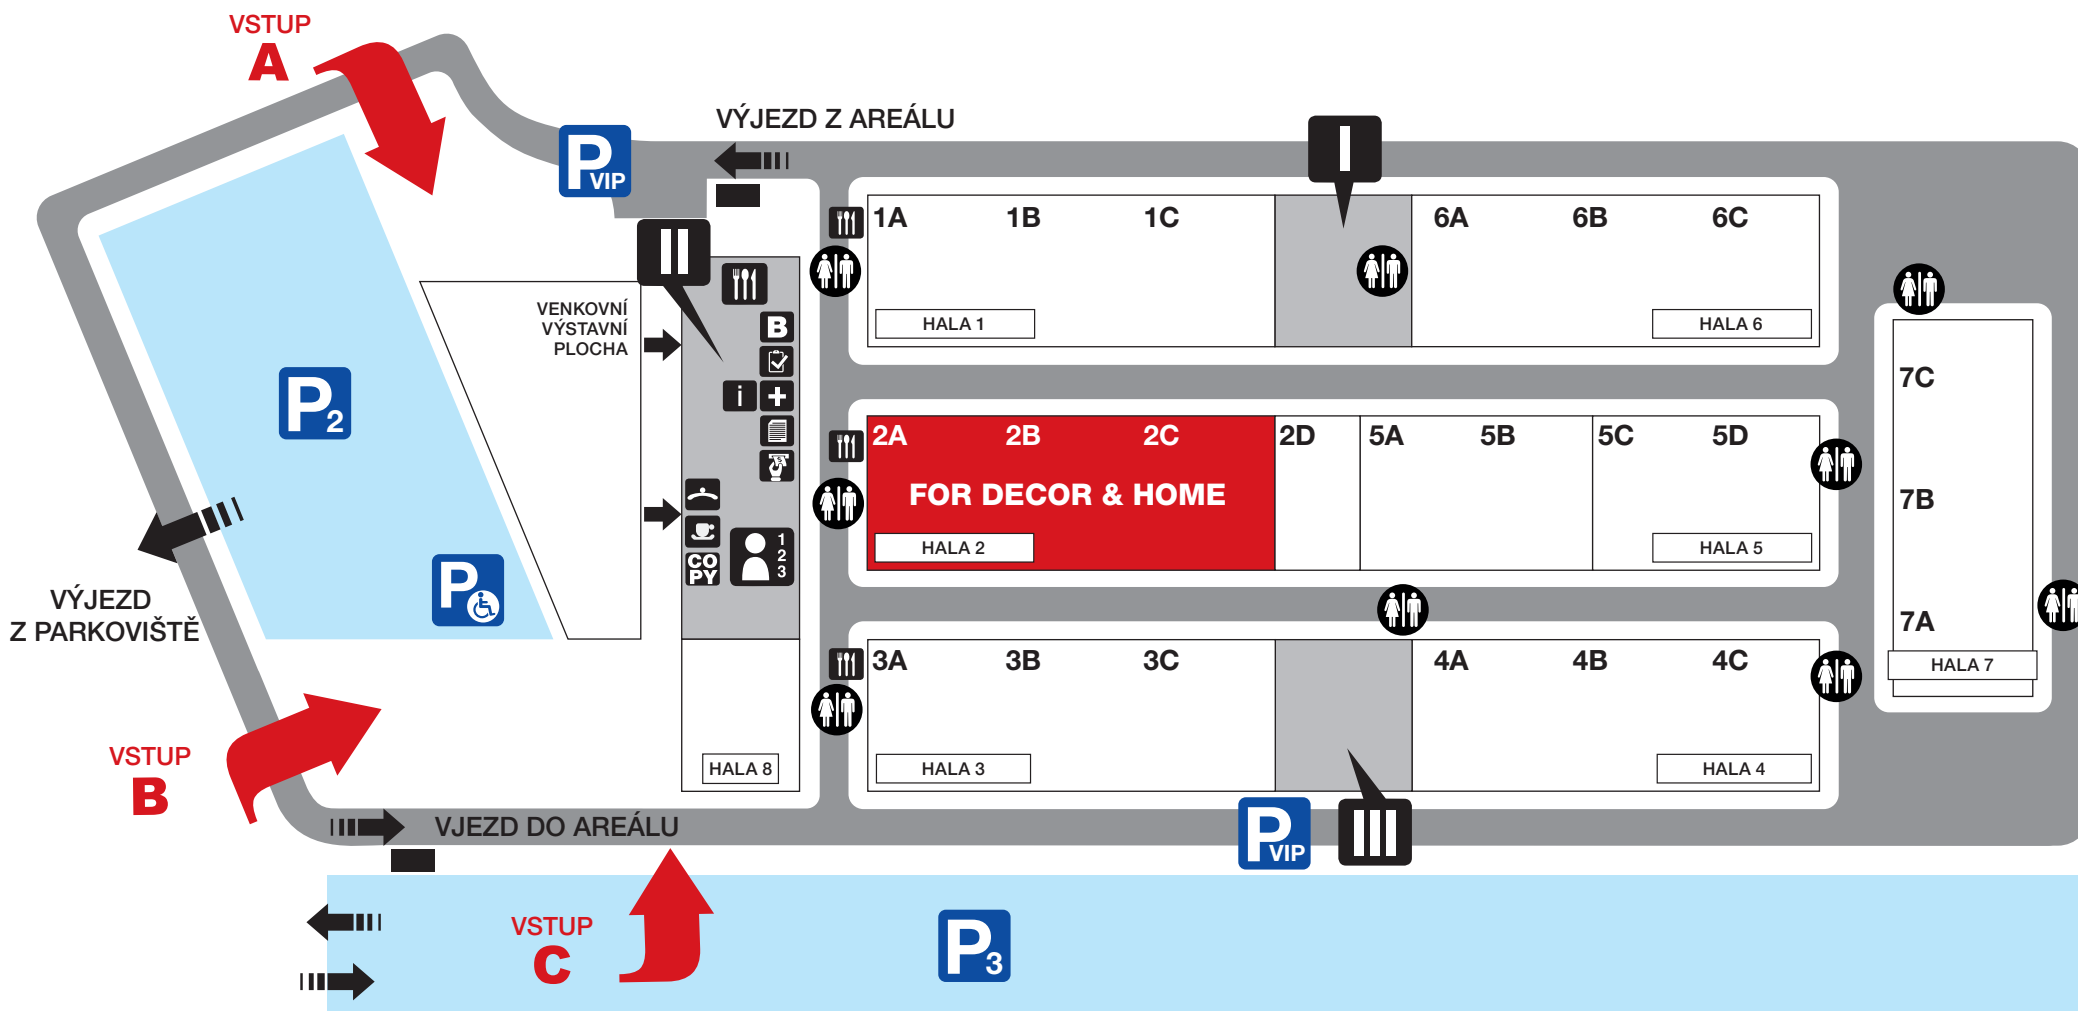 VSTUP
A
VÝJEZD Z AREÁLU
P VIP
I
II
1A 1B 1C 6A 6B 6C
HALA 1 HALA 6
VENKOVNÍ
VÝSTAVNÍ
PLOCHA
B
i
P2
7C
7B
7A
HALA 7
2A 2B 2C 2D 5A 5B 5C 5D
FOR DECOR & HOME
HALA 2 HALA 5
CO
PY
1
2
3
P
VÝJEZD
Z PARKOVIŠTĚ
3A 3B 3C 4A 4B 4C
HALA 8 HALA 3 HALA 4
VSTUP
B
VJEZD DO AREÁLU
P VIP
III
VSTUP
C
P3